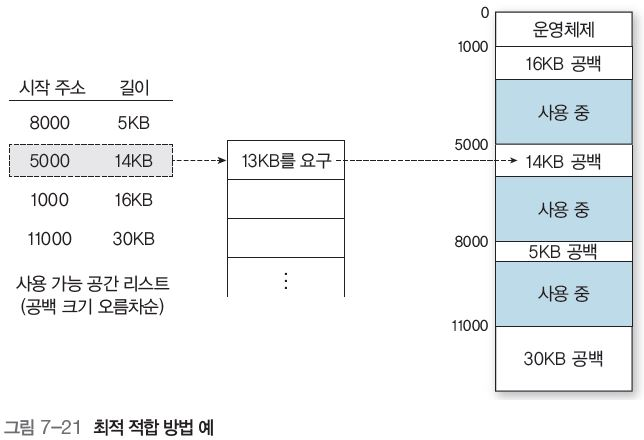 시작 주소 길이
8000 5KB
5000 14KB
1000 16KB
11000 30KB
사용 가능 공간 리스트
(공백 크기 오름차순)
13KB를 요구
⋮
0
운영체제
1000
16KB 공백
사용 중
5000
14KB 공백
사용 중
8000
5KB 공백
사용 중
11000
30KB 공백
그림 7-21 최적 적합 방법 예